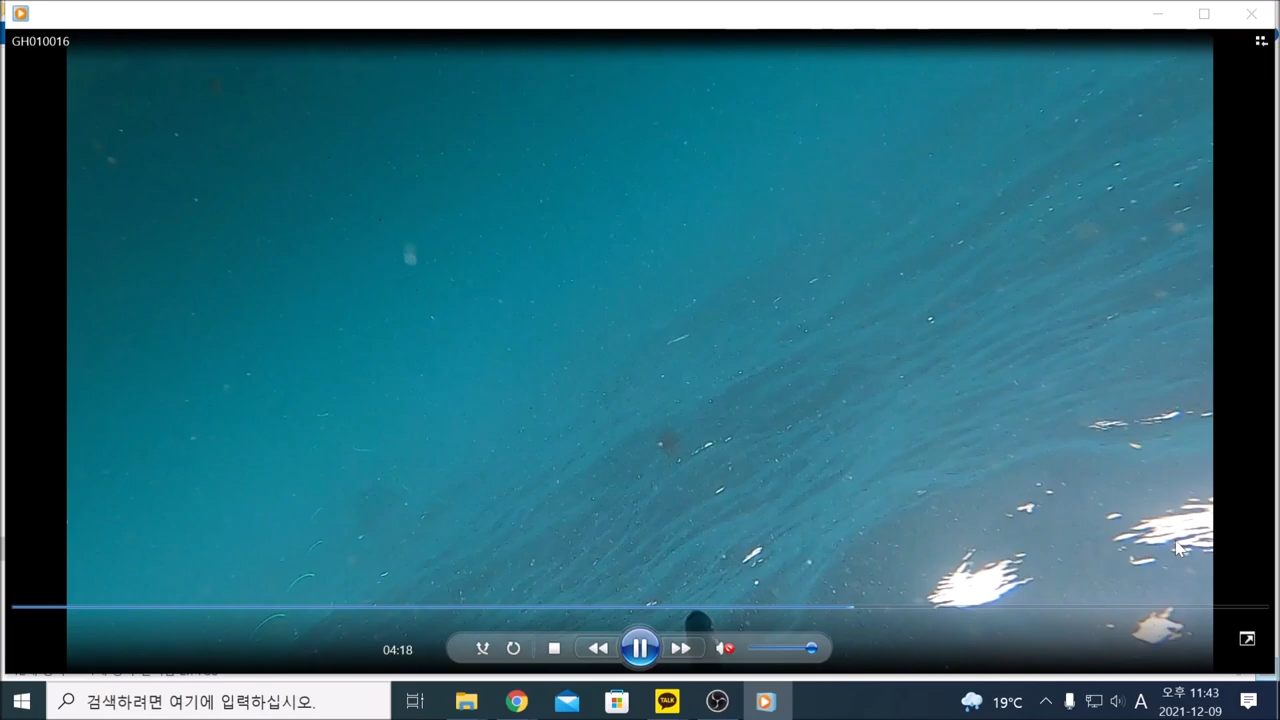 GH010016
04:18
검색하려면 여기에 입력하십시오.
TALK
19°C
A
오후 11:43
2021-12-09